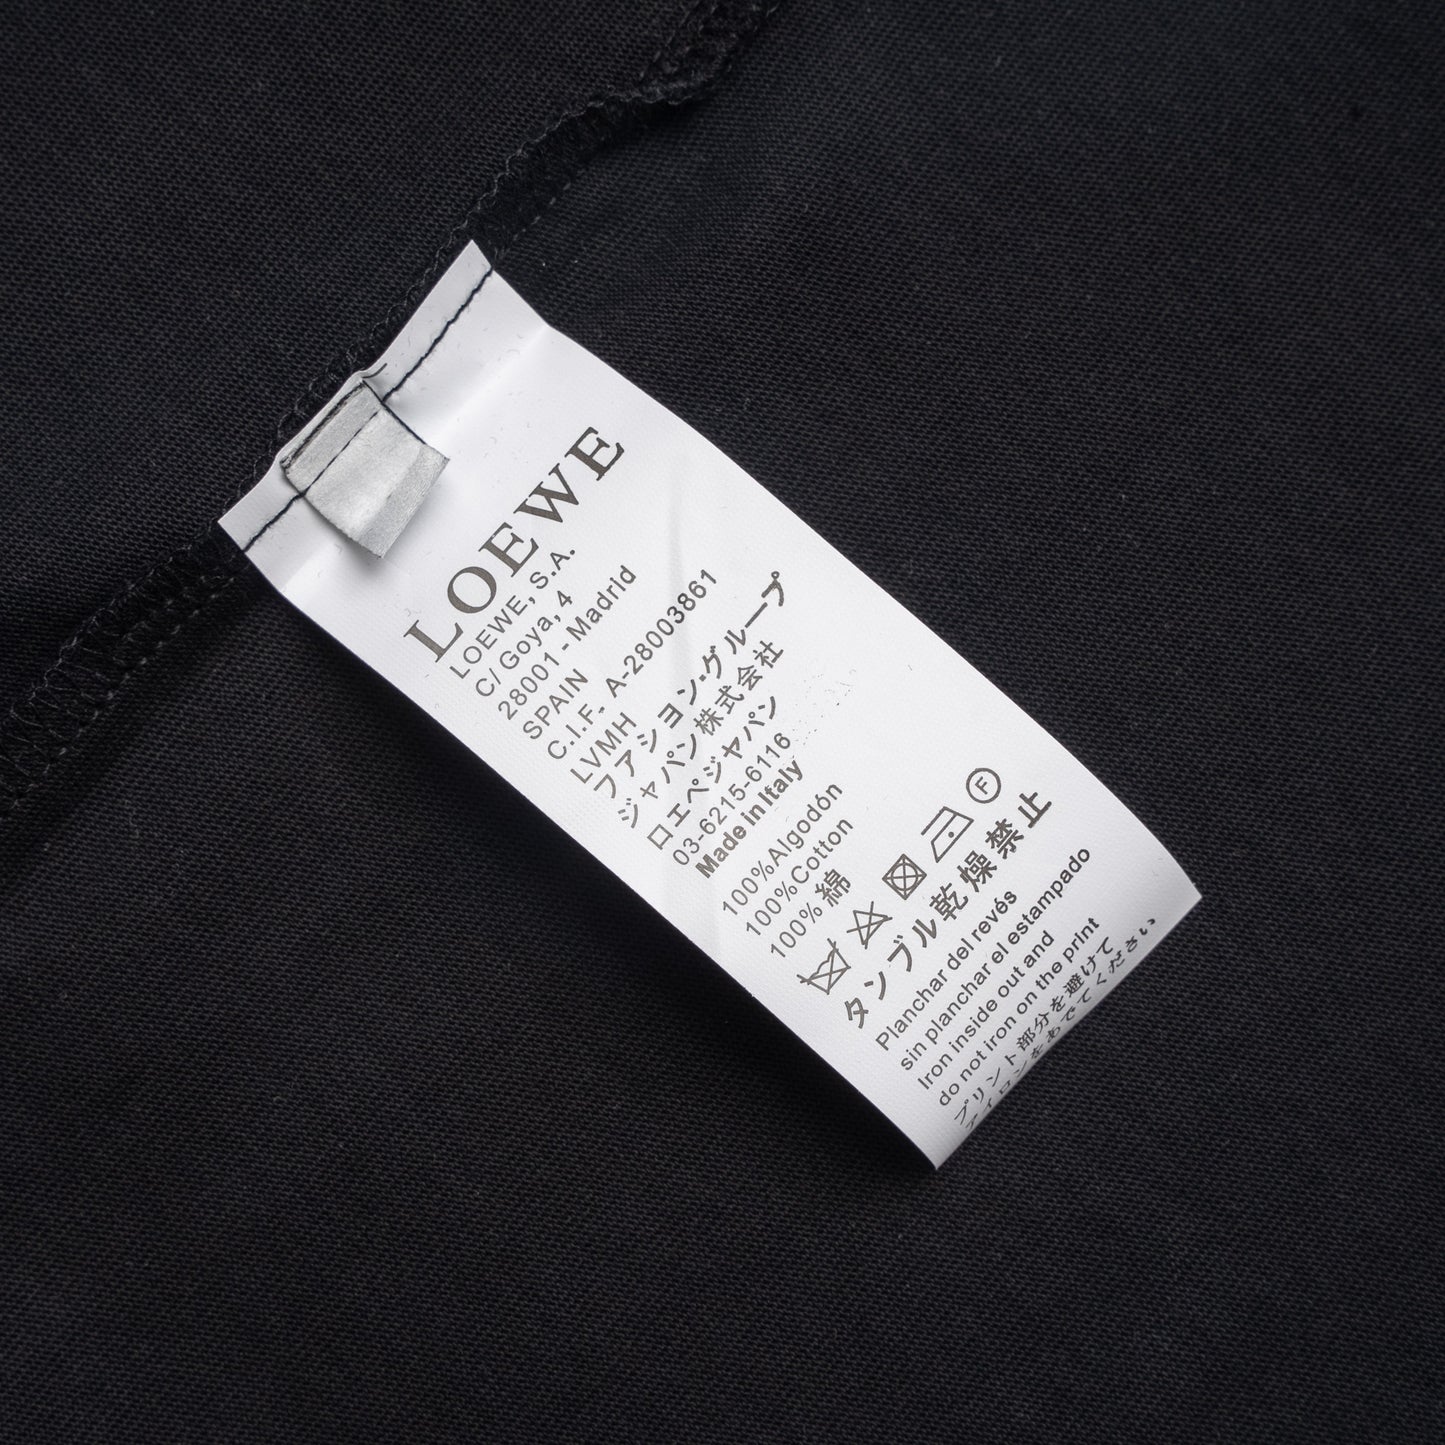 LOEWE
LOEWE, S.A.
C/ Goya, 4
28001 - Madrid
SPAIN
C.I.F. A-28003861
LVMH
ファション・グループ
ジャパン株式会社
ロエベジャパン
03-6215-6116
Made in Italy
100%Algodón
100%Cotton
100%綿
F
タンブル乾燥禁止
Planchar del revés
sin planchar el estampado
Iron inside out and
do not iron on the print
プリント部分を避けて
アイロンをあててください